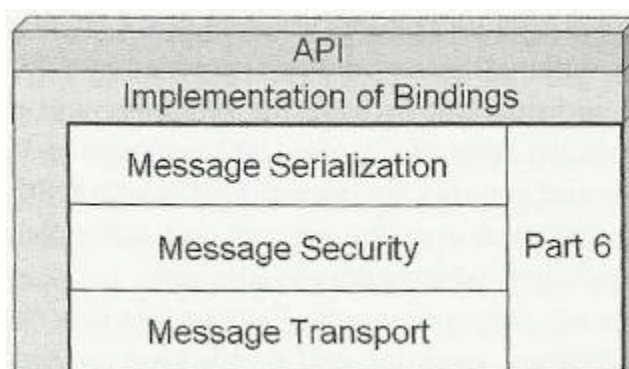 API
Implementation of Bindings
Message Serialization
Message Security
Part 6
Message Transport